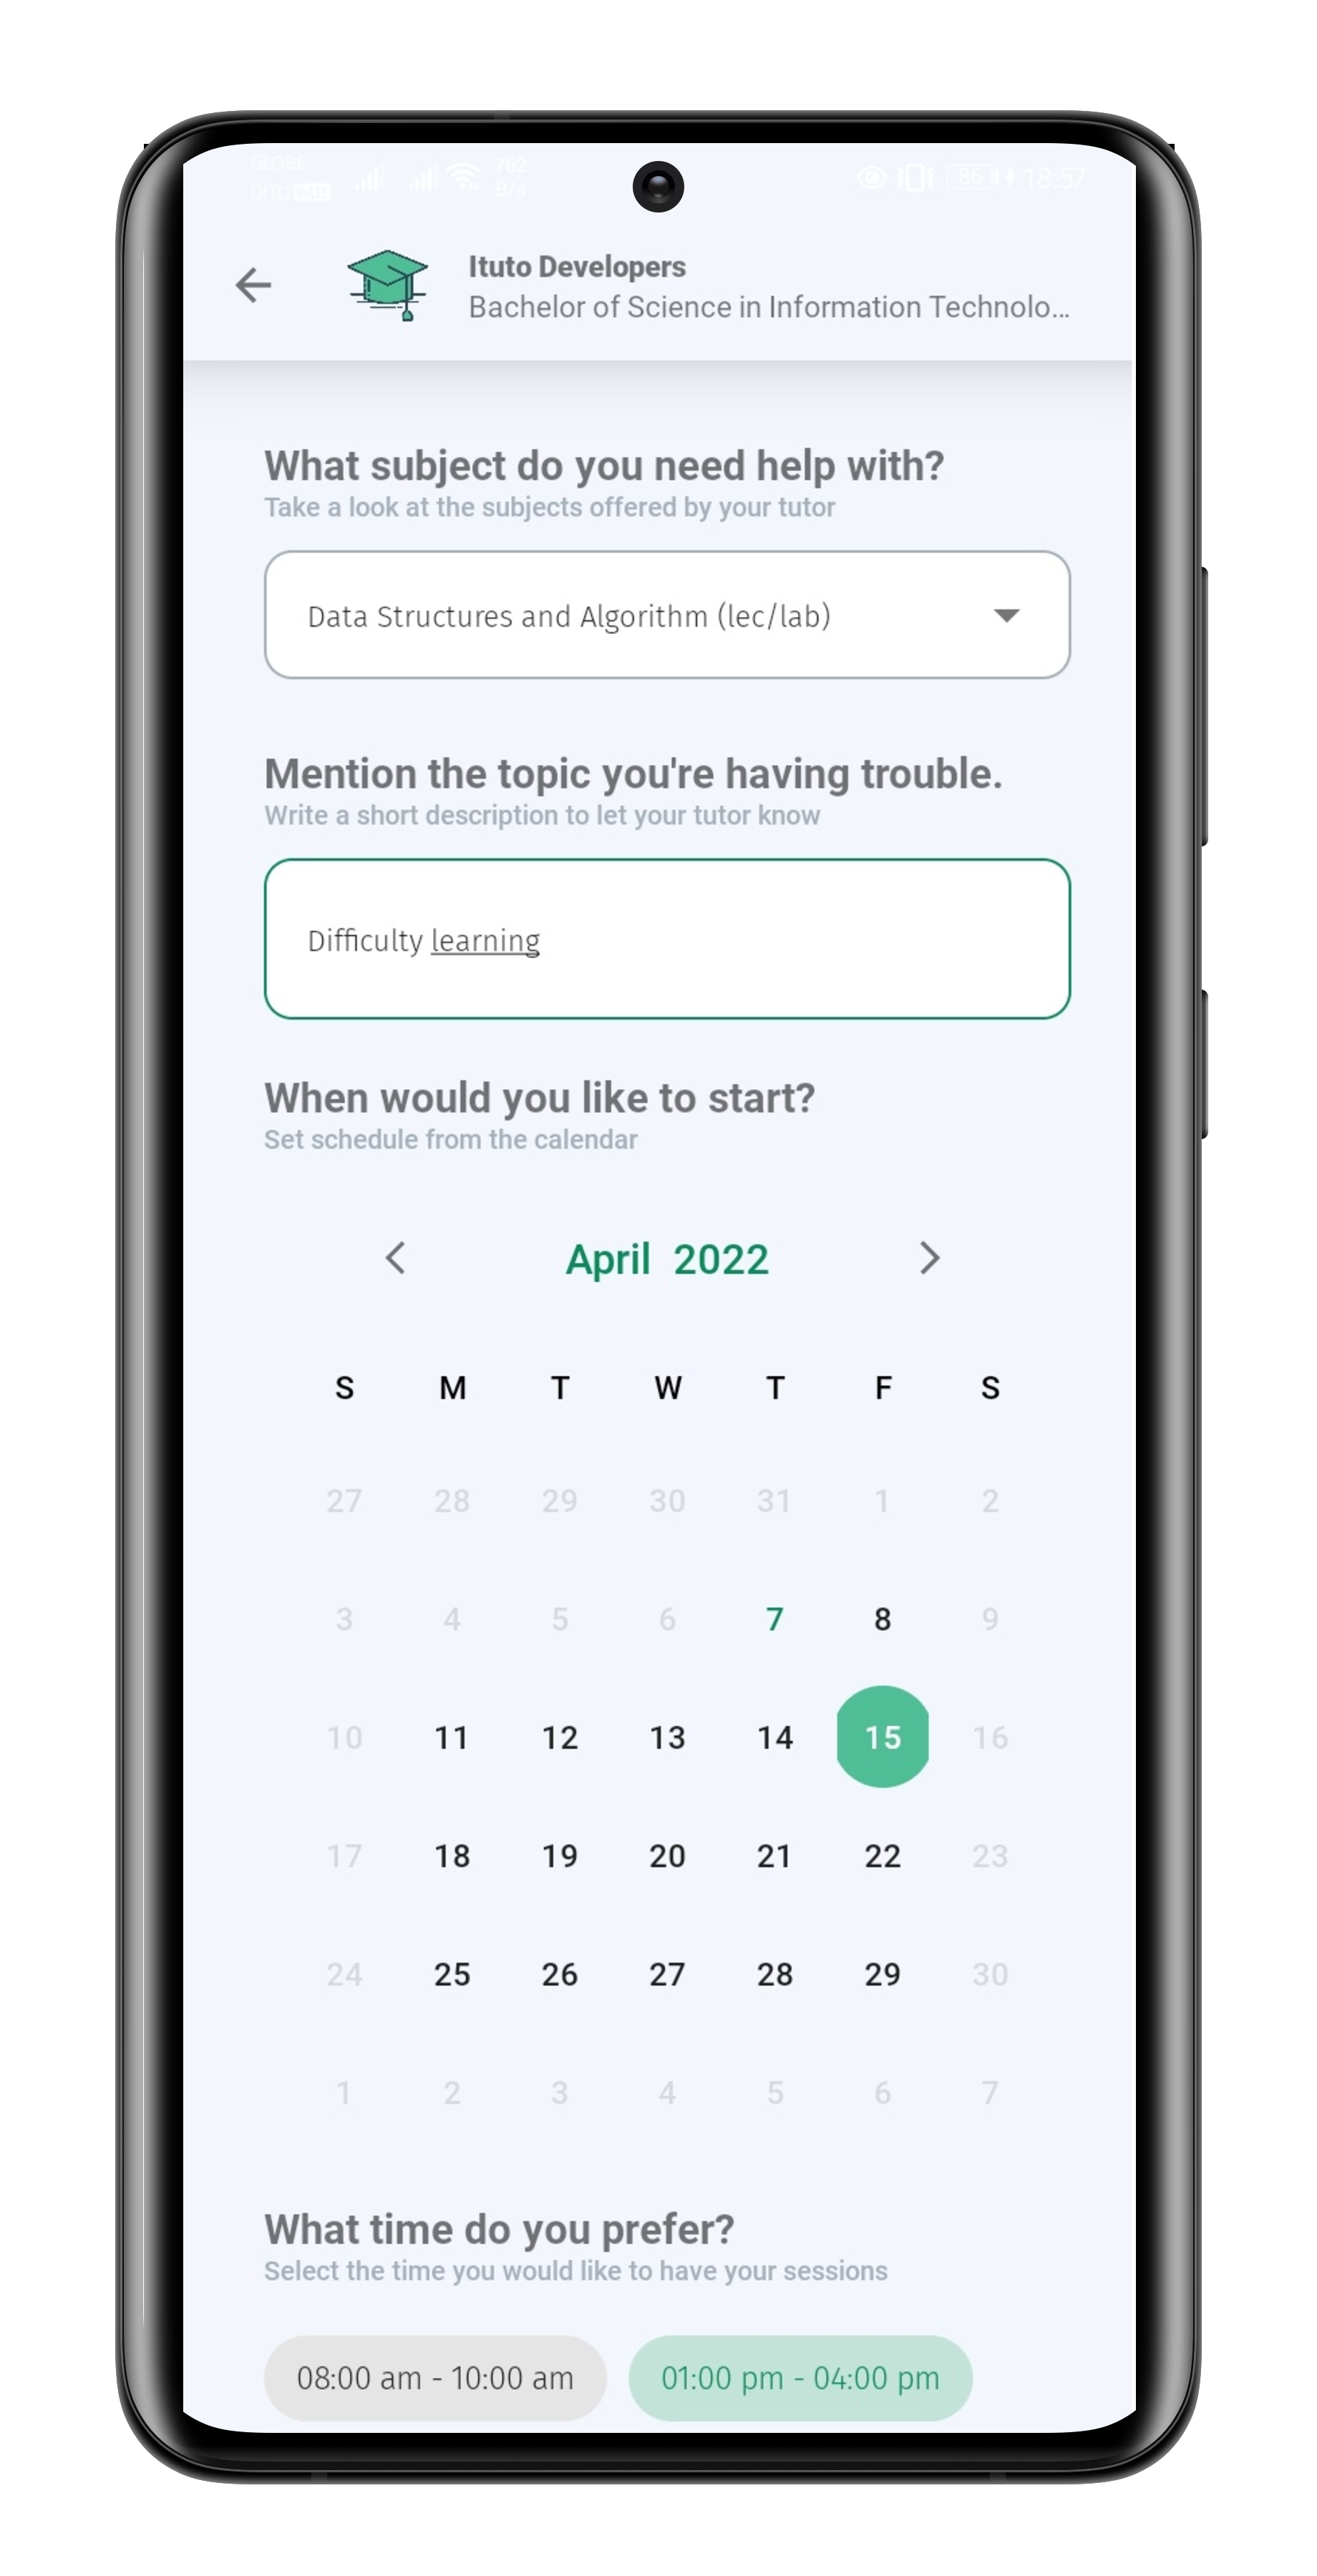 GLOBE
DITO VoLTE 762 B/s 86 18:57
Ituto Developers
Bachelor of Science in Information Technolo...
What subject do you need help with?
Take a look at the subjects offered by your tutor
Data Structures and Algorithm (lec/lab)
Mention the topic you're having trouble.
Write a short description to let your tutor know
Difficulty learning
When would you like to start?
Set schedule from the calendar
April 2022
S M T W T F S
27 28 29 30 31 1 2
3 4 5 6 7 8 9
10 11 12 13 14 15 16
17 18 19 20 21 22 23
24 25 26 27 28 29 30
1 2 3 4 5 6 7
What time do you prefer?
Select the time you would like to have your sessions
08:00 am - 10:00 am 01:00 pm - 04:00 pm